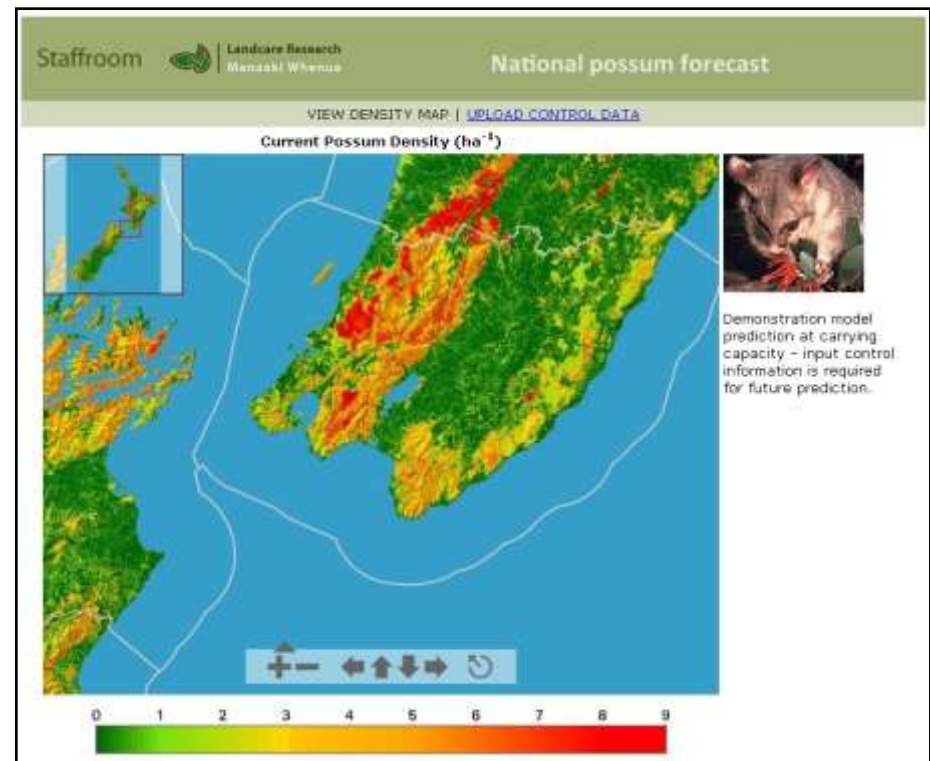 Staffroom
Landcare Research
Manaaki Whenua
National possum forecast
VIEW DENSITY MAP | UPLOAD CONTROL DATA
Current Possum Density (ha⁻¹)
Demonstration model
prediction at carrying
capacity – input control
information is required
for future prediction.
0 1 2 3 4 5 6 7 8 9